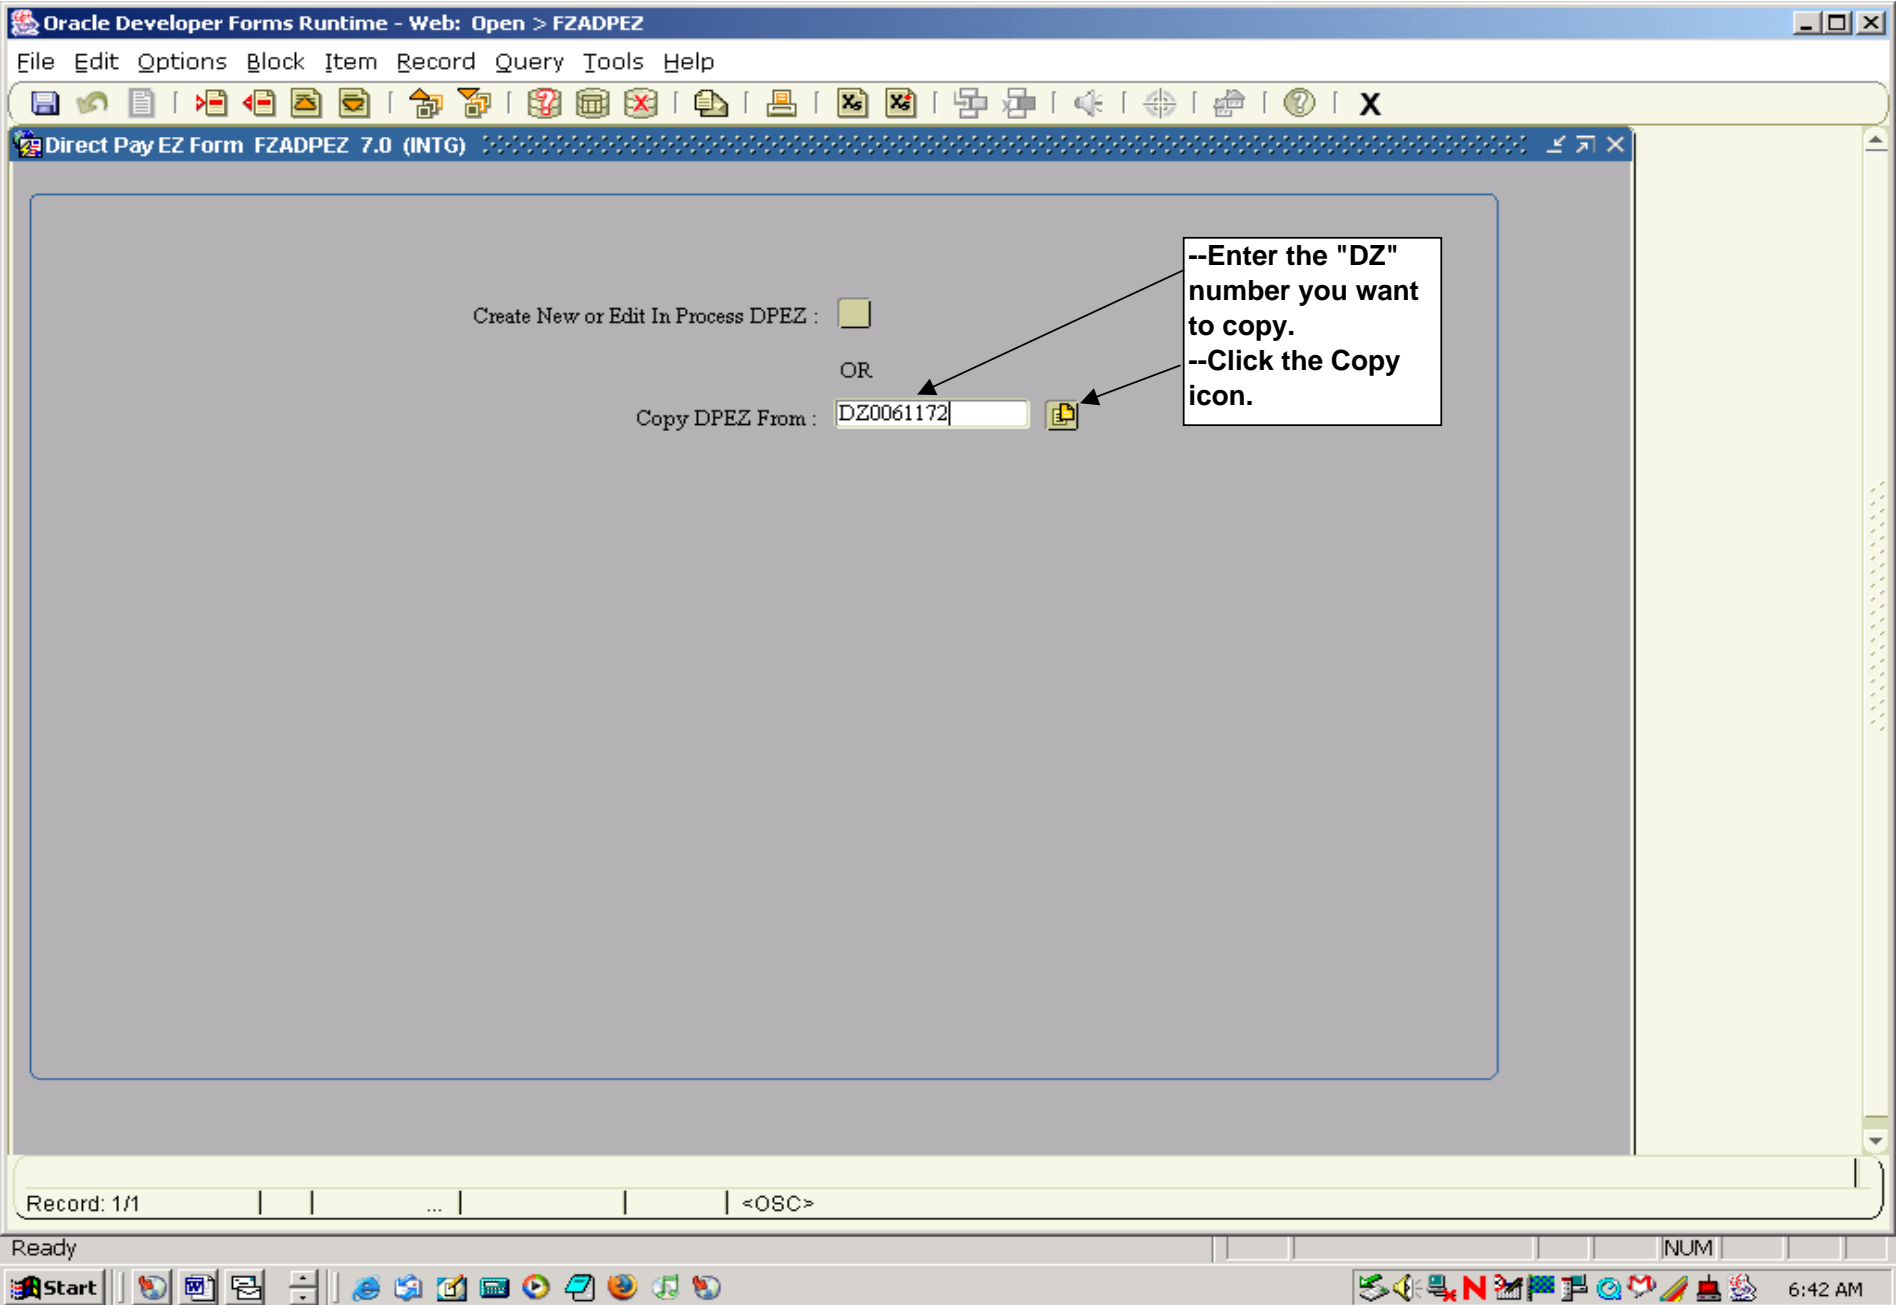 Oracle Developer Forms Runtime - Web: Open > FZADPEZ
File Edit Options Block Item Record Query Tools Help
Direct Pay EZ Form FZADPEZ 7.0 (INTG)
--Enter the "DZ"
number you want
to copy.
--Click the Copy
icon.
Create New or Edit In Process DPEZ :
OR
Copy DPEZ From : DZ0061172
Record: 1/1 ... <OSC>
Ready NUM
Start 6:42 AM